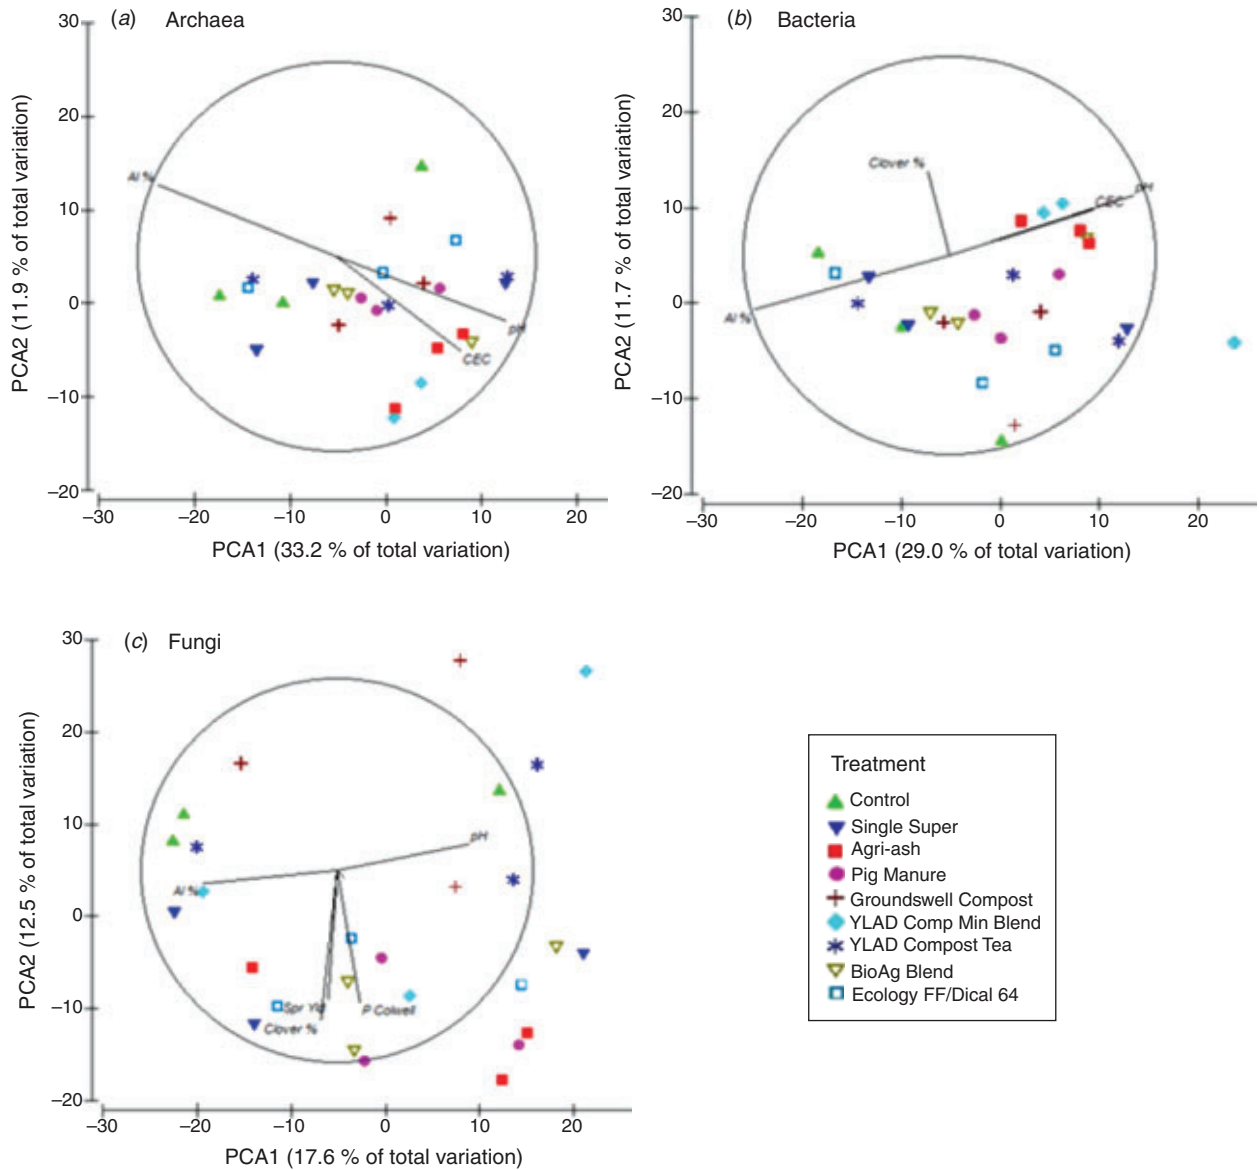 (a) Archaea
30
20
10
0
−10
−20
−30
−20
−10
0
10
20
PCA2 (11.9 % of total variation)
PCA1 (33.2 % of total variation)
Al %
pH
CEC
(b) Bacteria
30
20
10
0
−10
−20
−30
−20
−10
0
10
20
PCA2 (11.7 % of total variation)
PCA1 (29.0 % of total variation)
Clover %
pH
CEC
Al %
(c) Fungi
30
20
10
0
−10
−20
−30
−20
−10
0
10
20
PCA2 (12.5 % of total variation)
PCA1 (17.6 % of total variation)
pH
Al %
Spr Yld
P Colwell
Clover %
Treatment
Control
Single Super
Agri-ash
Pig Manure
Groundswell Compost
YLAD Comp Min Blend
YLAD Compost Tea
BioAg Blend
Ecology FF/Dical 64